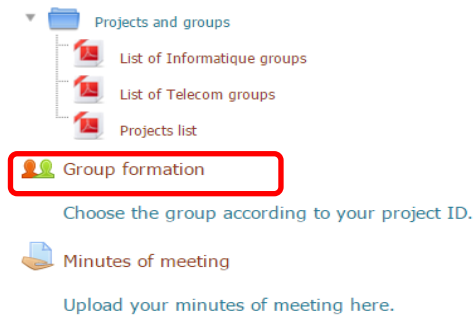 Projects and groups
List of Informatique groups
List of Telecom groups
Projects list
Group formation
Choose the group according to your project ID.
Minutes of meeting
Upload your minutes of meeting here.